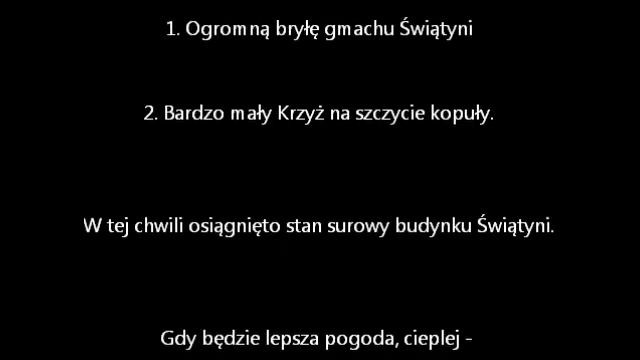 1. Ogromną bryłę gmachu Świątyni
2. Bardzo mały Krzyż na szczycie kopuły.
W tej chwili osiągnięto stan surowy budynku Świątyni.
Gdy będzie lepsza pogoda, cieplej -